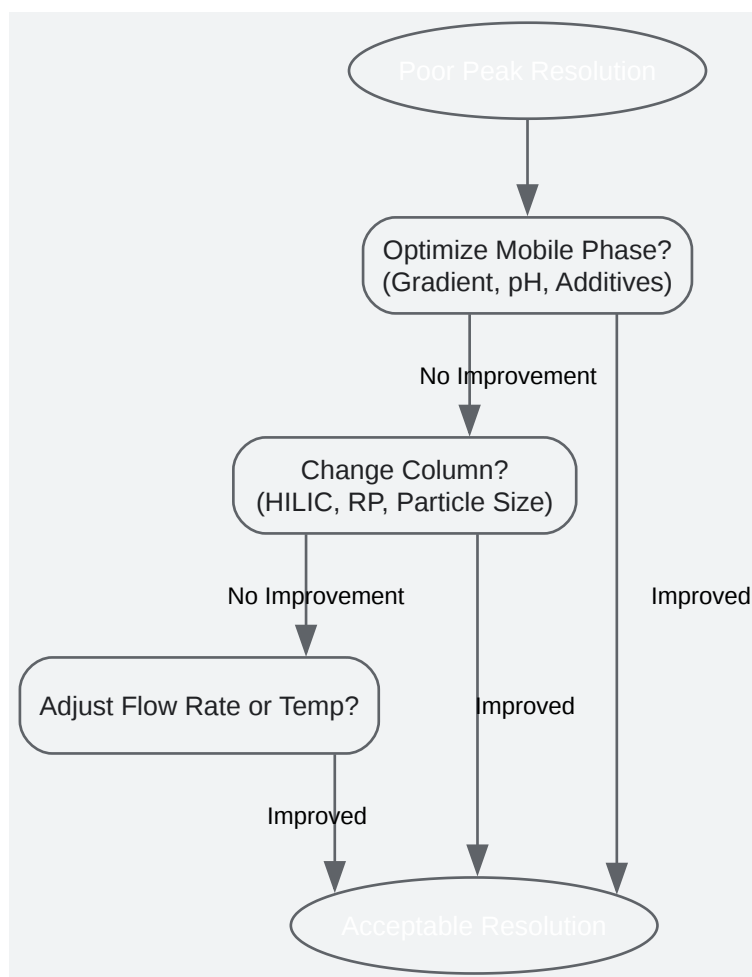 Poor Peak Resolution
Optimize Mobile Phase?
(Gradient, pH, Additives)
No Improvement
Change Column?
(HILIC, RP, Particle Size)
No Improvement
Improved
Adjust Flow Rate or Temp?
Improved
Improved
Acceptable Resolution